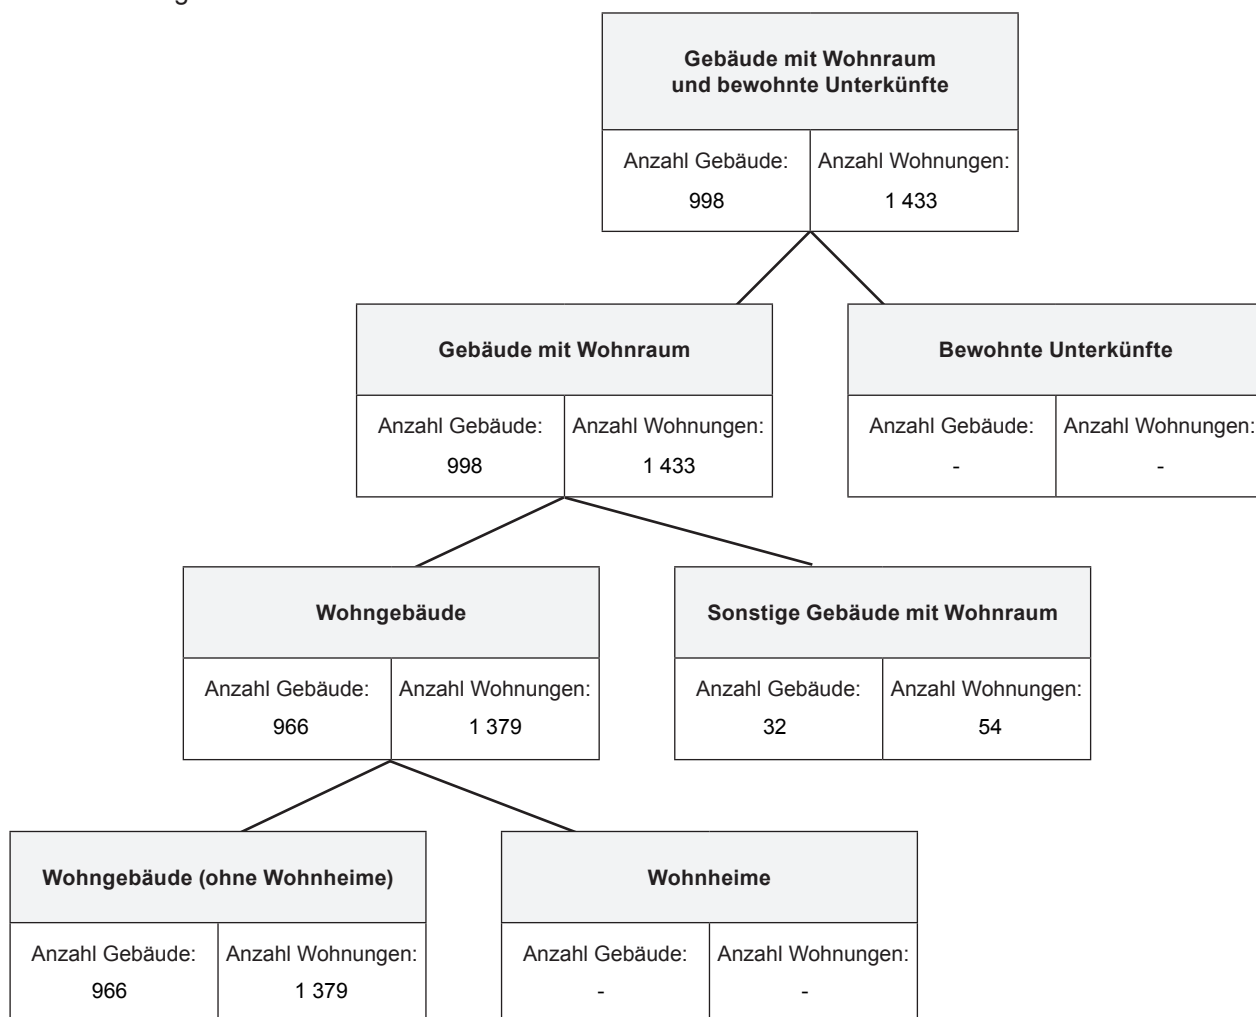 Gebäude mit Wohnraum
und bewohnte Unterkünfte
Anzahl Gebäude: Anzahl Wohnungen:
998 1 433
Gebäude mit Wohnraum
Anzahl Gebäude: Anzahl Wohnungen:
998 1 433
Bewohnte Unterkünfte
Anzahl Gebäude: Anzahl Wohnungen:
- -
Wohngebäude
Anzahl Gebäude: Anzahl Wohnungen:
966 1 379
Sonstige Gebäude mit Wohnraum
Anzahl Gebäude: Anzahl Wohnungen:
32 54
Wohngebäude (ohne Wohnheime)
Anzahl Gebäude: Anzahl Wohnungen:
966 1 379
Wohnheime
Anzahl Gebäude: Anzahl Wohnungen:
- -